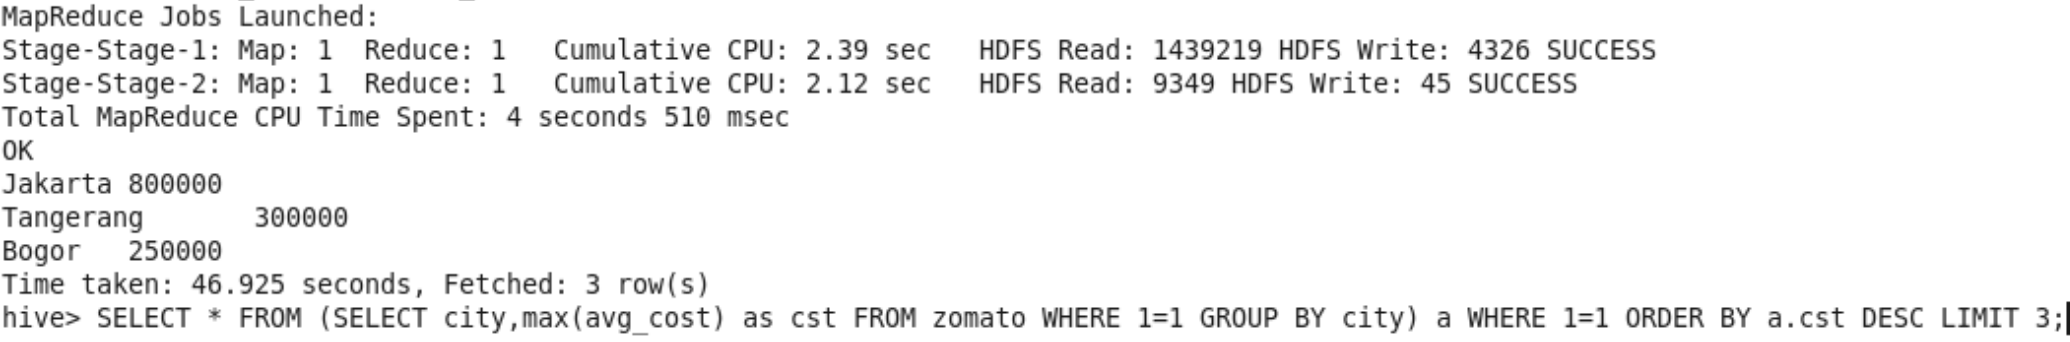 MapReduce Jobs Launched:
Stage-Stage-1: Map: 1  Reduce: 1   Cumulative CPU: 2.39 sec   HDFS Read: 1439219 HDFS Write: 4326 SUCCESS
Stage-Stage-2: Map: 1  Reduce: 1   Cumulative CPU: 2.12 sec   HDFS Read: 9349 HDFS Write: 45 SUCCESS
Total MapReduce CPU Time Spent: 4 seconds 510 msec
OK
Jakarta 800000
Tangerang       300000
Bogor   250000
Time taken: 46.925 seconds, Fetched: 3 row(s)
hive> SELECT * FROM (SELECT city,max(avg_cost) as cst FROM zomato WHERE 1=1 GROUP BY city) a WHERE 1=1 ORDER BY a.cst DESC LIMIT 3;